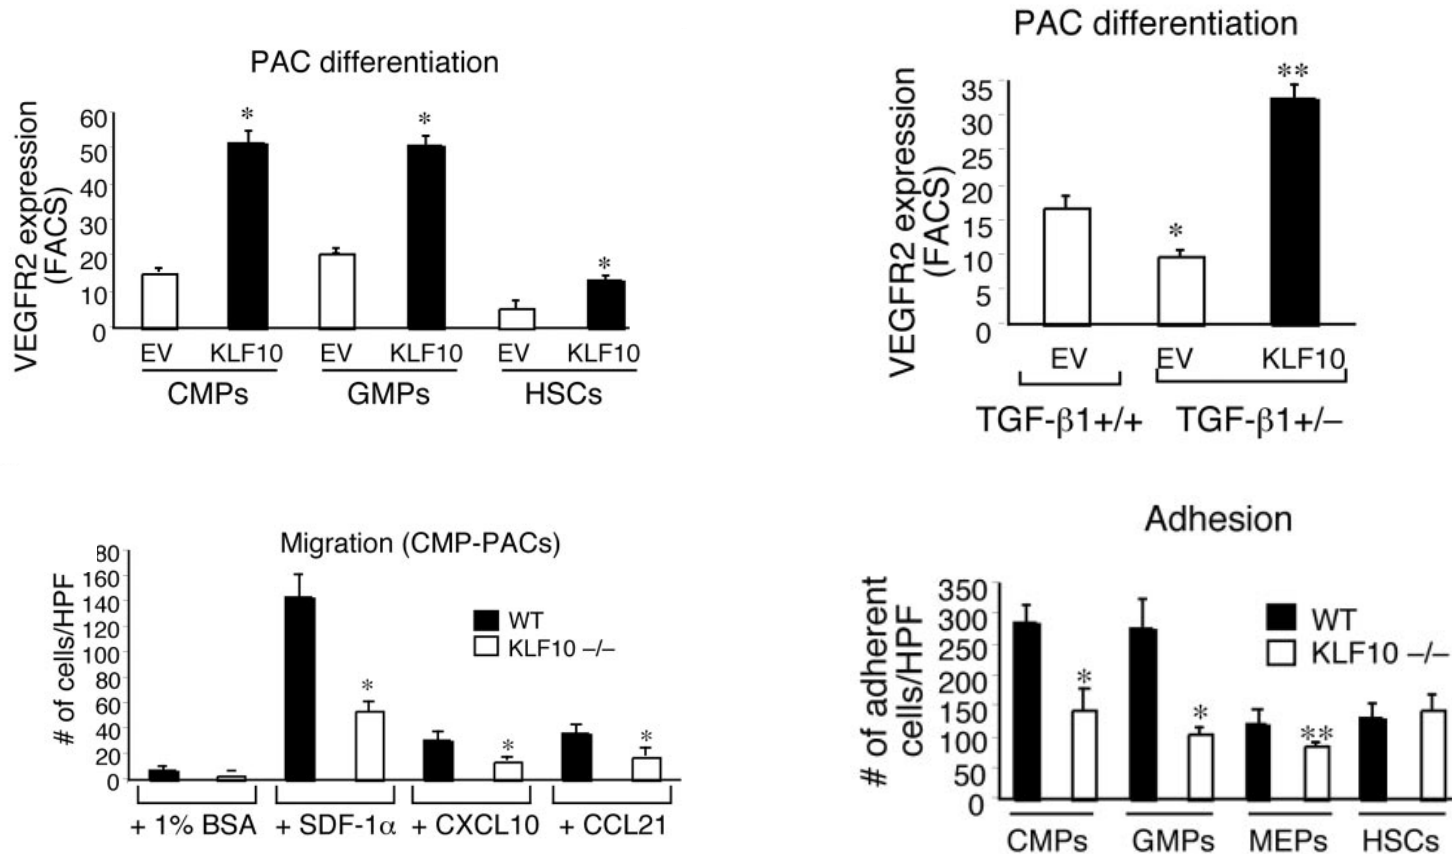 PAC differentiation
VEGFR2 expression
(FACS)
60
50
40
30
20
10
0
*
*
*
EV KLF10 EV KLF10 EV KLF10
CMPs GMPs HSCs
PAC differentiation
VEGFR2 expression
(FACS)
35
30
25
20
15
10
5
0
*
**
EV EV KLF10
TGF-β1+/+ TGF-β1+/–
Migration (CMP-PACs)
# of cells/HPF
80
160
140
120
100
80
60
40
20
0
WT
KLF10 –/–
*
*
*
+ 1% BSA + SDF-1α + CXCL10 + CCL21
Adhesion
# of adherent
cells/HPF
350
300
250
200
150
100
50
0
WT
KLF10 –/–
*
*
**
CMPs GMPs MEPs HSCs